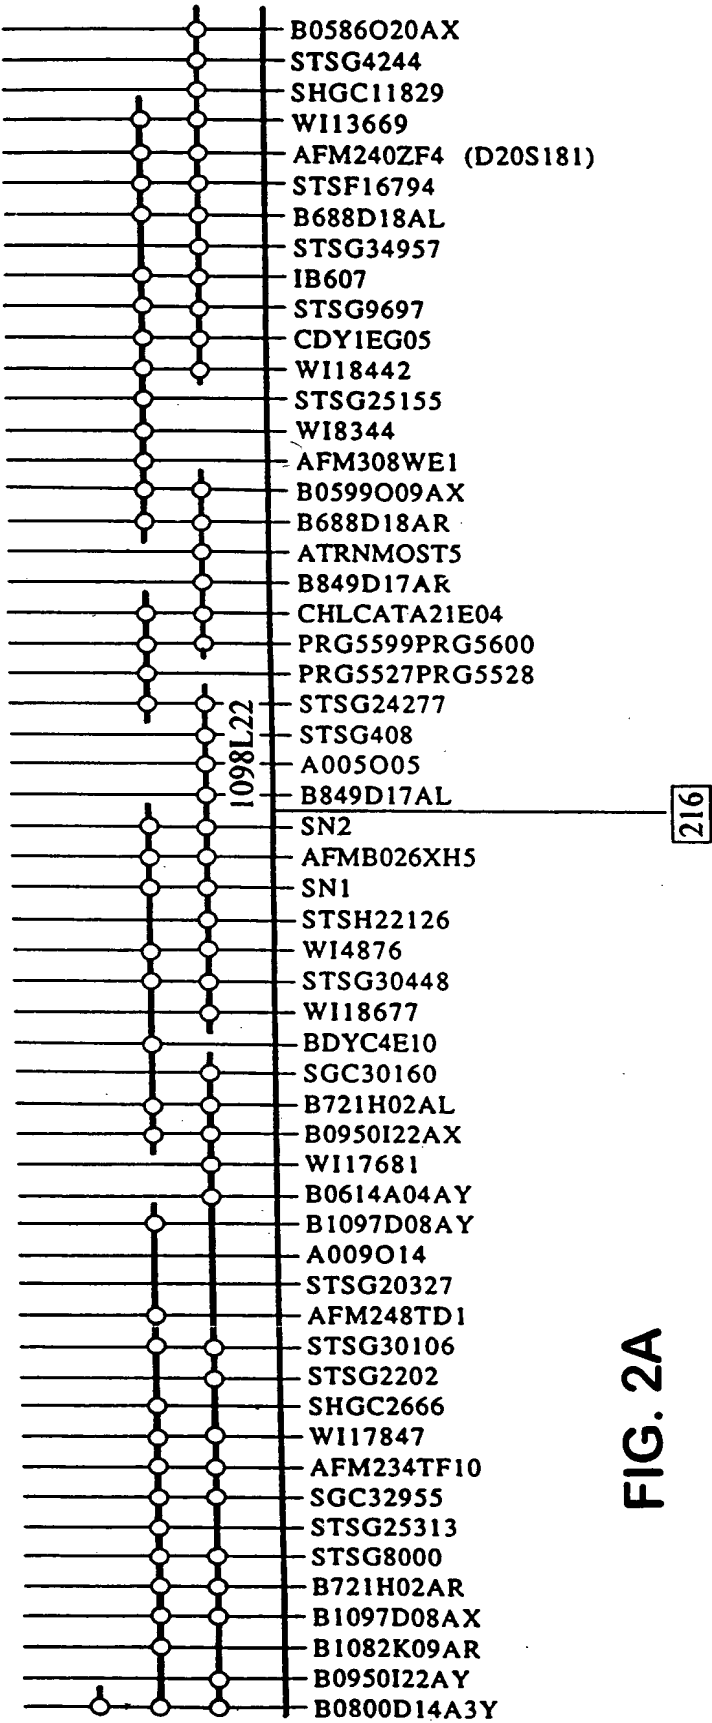 B0586O20AX
STSG4244
SHGC11829
WI13669
AFM240ZF4 (D20S181)
STSF16794
B688D18AL
STSG34957
IB607
STSG9697
CDY1EG05
WI18442
STSG25155
WI8344
AFM308WE1
B0599O09AX
B688D18AR
ATRNMOST5
B849D17AR
CHLCATA21E04
PRG5599PRG5600
PRG5527PRG5528
STSG24277
STSG408
A005O05
B849D17AL
1098L22
216
SN2
AFMB026XH5
SN1
STSH22126
WI4876
STSG30448
WI18677
BDYC4E10
SGC30160
B721H02AL
B0950I22AX
WI17681
B0614A04AY
B1097D08AY
A009O14
STSG20327
AFM248TD1
STSG30106
STSG2202
SHGC2666
WI17847
AFM234TF10
SGC32955
STSG25313
STSG8000
B721H02AR
B1097D08AX
B1082K09AR
B0950I22AY
B0800D14A3Y
FIG. 2A